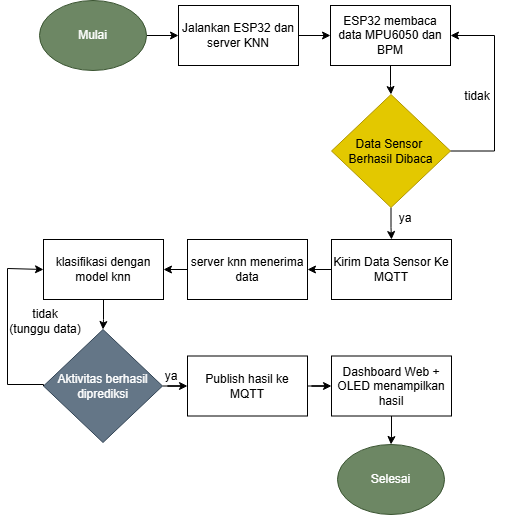 Mulai
Jalankan ESP32 dan
server KNN
ESP32 membaca
data MPU6050 dan
BPM
tidak
Data Sensor
Berhasil Dibaca
ya
Kirim Data Sensor Ke
MQTT
server knn menerima
data
klasifikasi dengan
model knn
tidak
(tunggu data)
Aktivitas berhasil
diprediksi
ya
Publish hasil ke
MQTT
Dashboard Web +
OLED menampilkan
hasil
Selesai